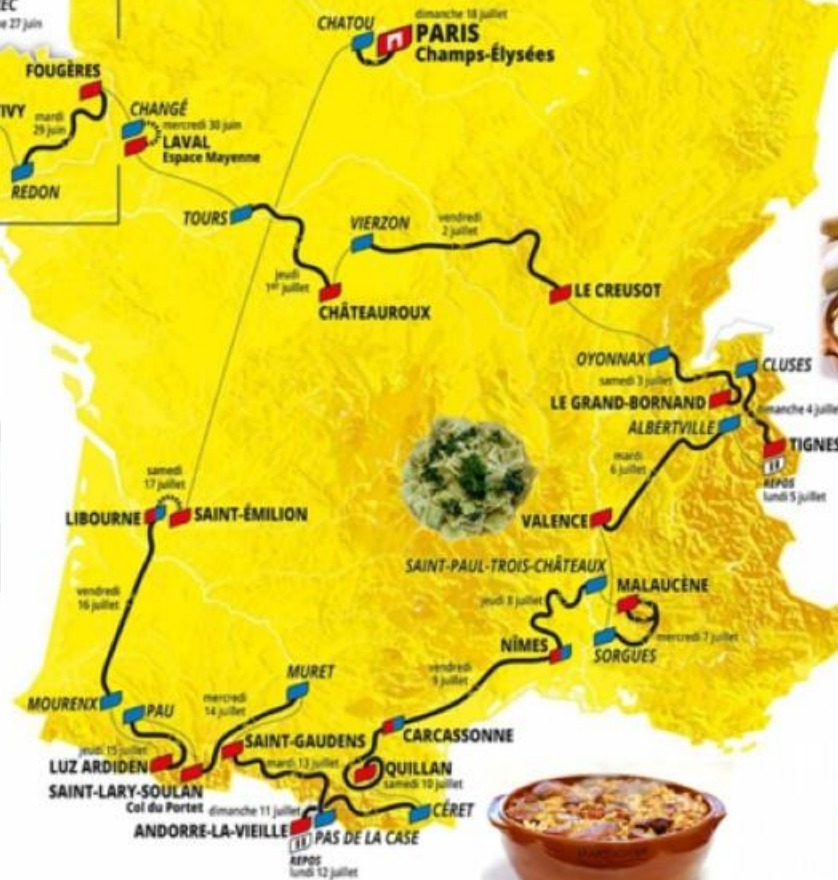 EC
e 27 juin
CHATOU
dimanche 18 juillet
PARIS
Champs-Élysées
FOUGÈRES
IVY
mardi
29 juin
REDON
CHANGÉ
mercredi 30 juin
LAVAL
Espace Mayenne
TOURS
VIERZON
vendredi
2 juillet
jeudi
1er juillet
CHÂTEAUROUX
LE CREUSOT
OYONNAX
CLUSES
samedi 3 juillet
LE GRAND-BORNAND
dimanche 4 juille
ALBERTVILLE
TIGNES
REPOS
lundi 5 juillet
mardi
6 juillet
samedi
17 juillet
LIBOURNE
SAINT-ÉMILION
VALENCE
SAINT-PAUL-TROIS-CHÂTEAUX
MALAUCÈNE
jeudi 8 juillet
mercredi 7 juillet
SORGUES
NÎMES
vendredi
16 juillet
vendredi
9 juillet
MOURENX
PAU
mercredi
14 juillet
MURET
CARCASSONNE
jeudi 15 juillet
SAINT-GAUDENS
LUZ ARDIDEN
mardi 13 juillet
QUILLAN
samedi 10 juillet
SAINT-LARY-SOULAN
Col du Portet
dimanche 11 juillet
CÉRET
ANDORRE-LA-VIEILLE
PAS DE LA CASE
REPOS
lundi 12 juillet